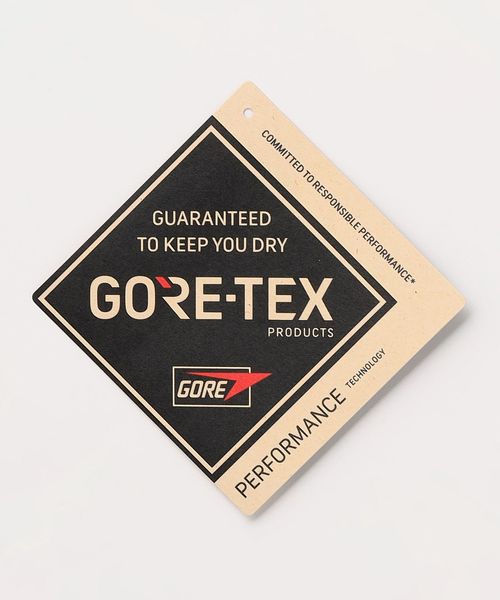 COMMITTED TO RESPONSIBLE PERFORMANCE*
GUARANTEED
TO KEEP YOU DRY
GORE-TEX
PRODUCTS
GORE
PERFORMANCE TECHNOLOGY